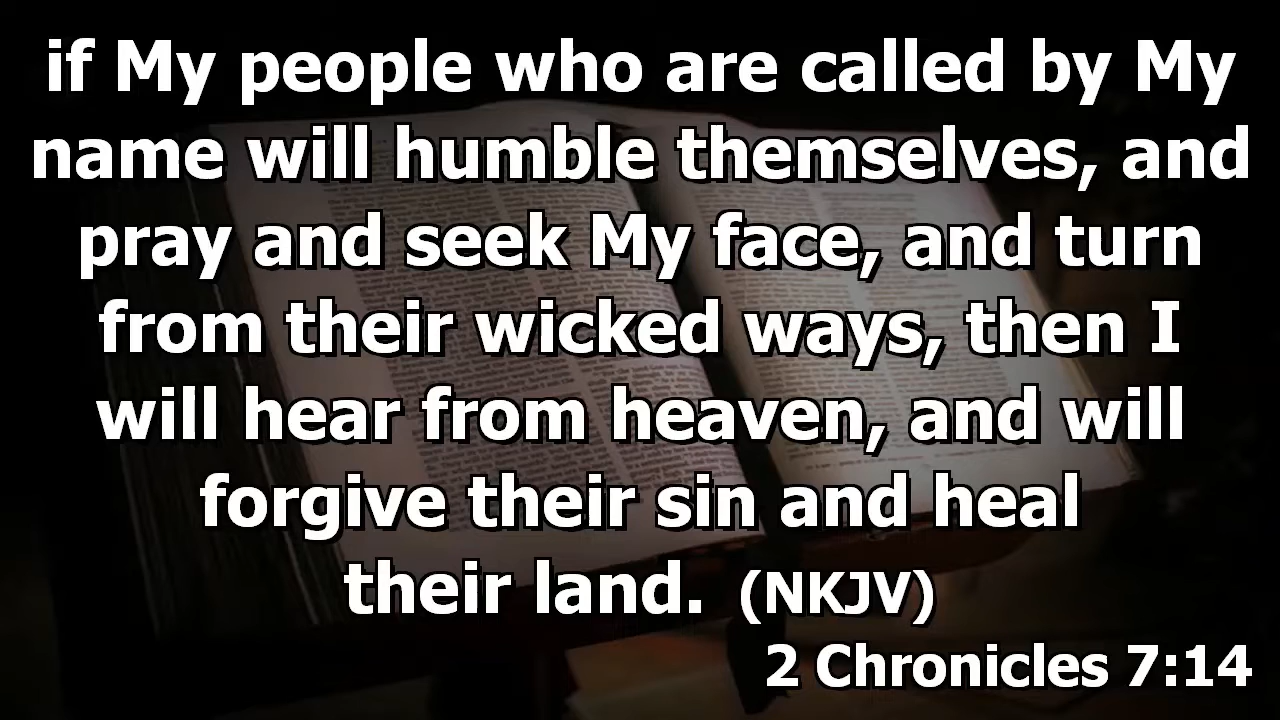 if My people who are called by My
name will humble themselves, and
pray and seek My face, and turn
from their wicked ways, then I
will hear from heaven, and will
forgive their sin and heal
their land. (NKJV)
2 Chronicles 7:14